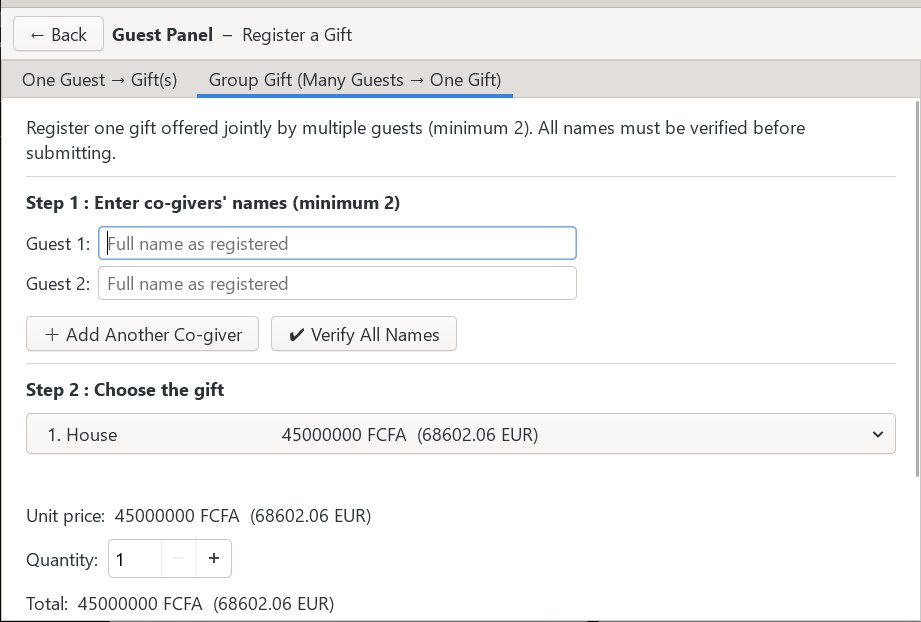 ← Back Guest Panel – Register a Gift
One Guest → Gift(s) Group Gift (Many Guests → One Gift)
Register one gift offered jointly by multiple guests (minimum 2). All names must be verified before
submitting.
Step 1 : Enter co-givers' names (minimum 2)
Guest 1: Full name as registered
Guest 2: Full name as registered
+ Add Another Co-giver ✔ Verify All Names
Step 2 : Choose the gift
1. House 45000000 FCFA (68602.06 EUR)
Unit price: 45000000 FCFA (68602.06 EUR)
Quantity: 1 − +
Total: 45000000 FCFA (68602.06 EUR)